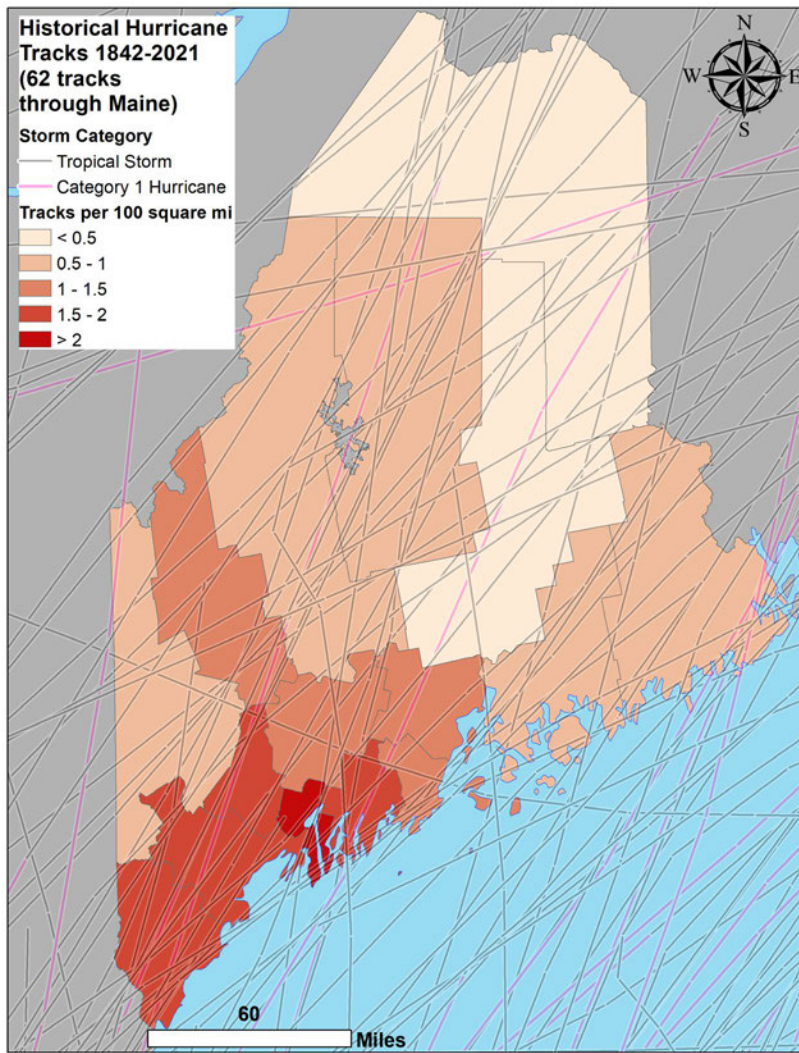 Historical Hurricane
Tracks 1842-2021
(62 tracks
through Maine)
Storm Category
Tropical Storm
Category 1 Hurricane
Tracks per 100 square mi
< 0.5
0.5 - 1
1 - 1.5
1.5 - 2
> 2
N
W E
S
60
Miles